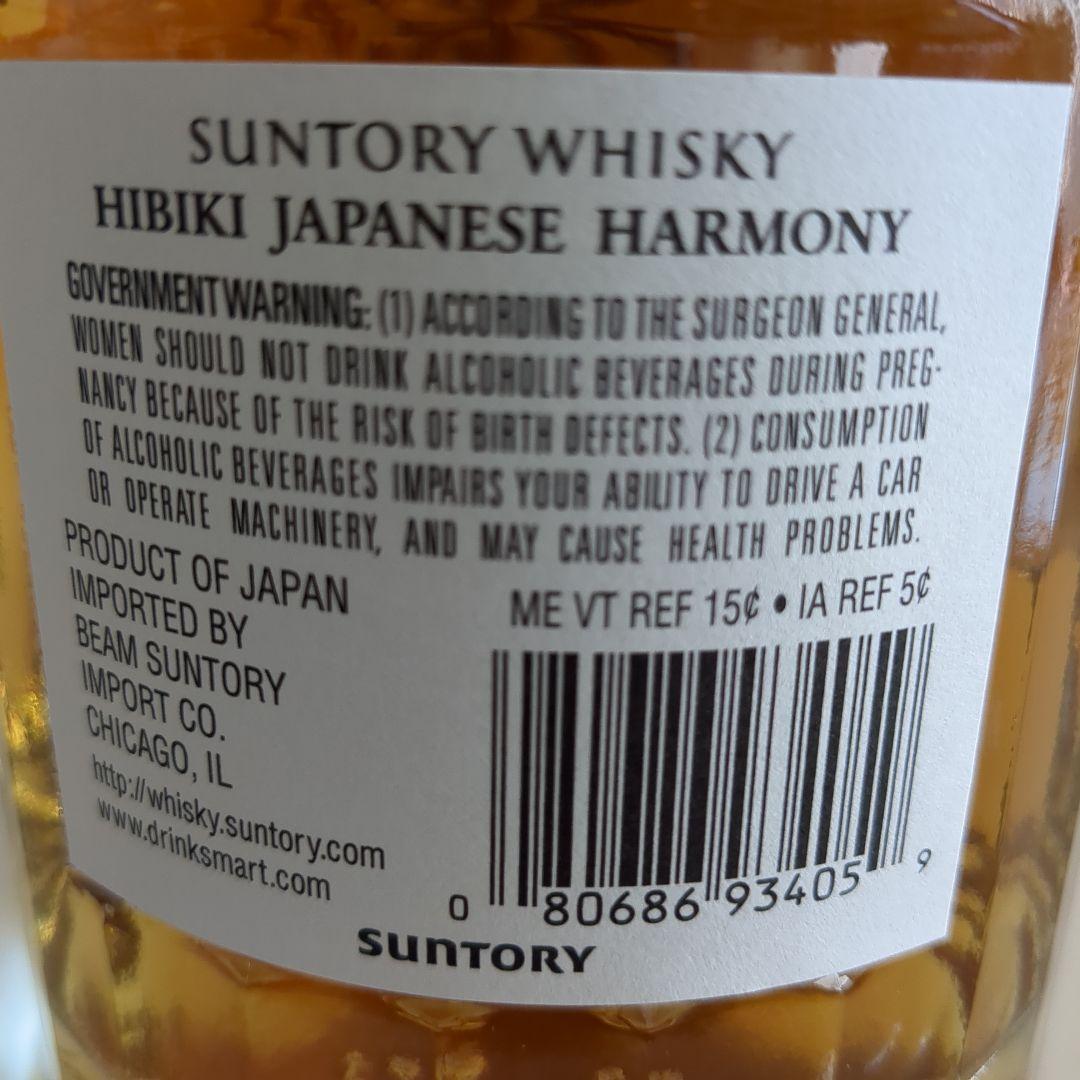 SUNTORY WHISKY
HIBIKI JAPANESE HARMONY
GOVERNMENT WARNING: (1) ACCORDING TO THE SURGEON GENERAL,
WOMEN SHOULD NOT DRINK ALCOHOLIC BEVERAGES DURING PREG-
NANCY BECAUSE OF THE RISK OF BIRTH DEFECTS. (2) CONSUMPTION
OF ALCOHOLIC BEVERAGES IMPAIRS YOUR ABILITY TO DRIVE A CAR
OR OPERATE MACHINERY, AND MAY CAUSE HEALTH PROBLEMS.
PRODUCT OF JAPAN
IMPORTED BY
BEAM SUNTORY
IMPORT CO.
CHICAGO, IL
http://whisky.suntory.com
www.drinksmart.com
ME VT REF 15¢ • IA REF 5¢
0 80686 93405 9
SUNTORY